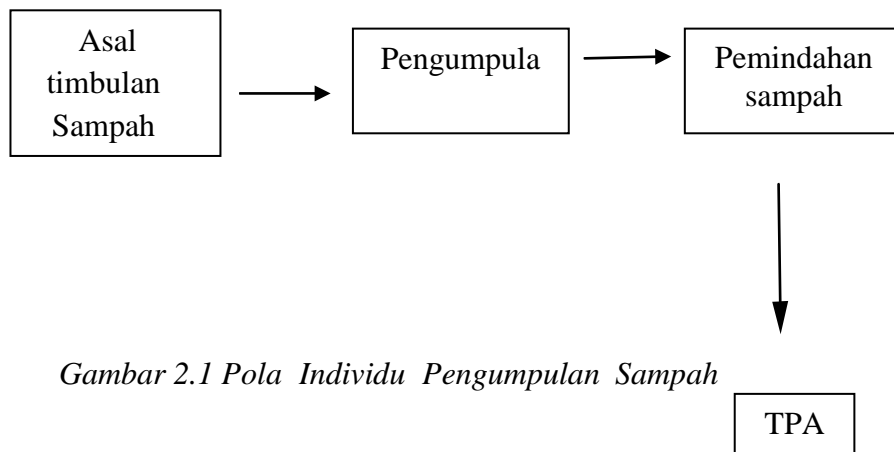 Asal
timbulan
Sampah
Pengumpula
Pemindahan
sampah
Gambar 2.1 Pola Individu Pengumpulan Sampah
TPA